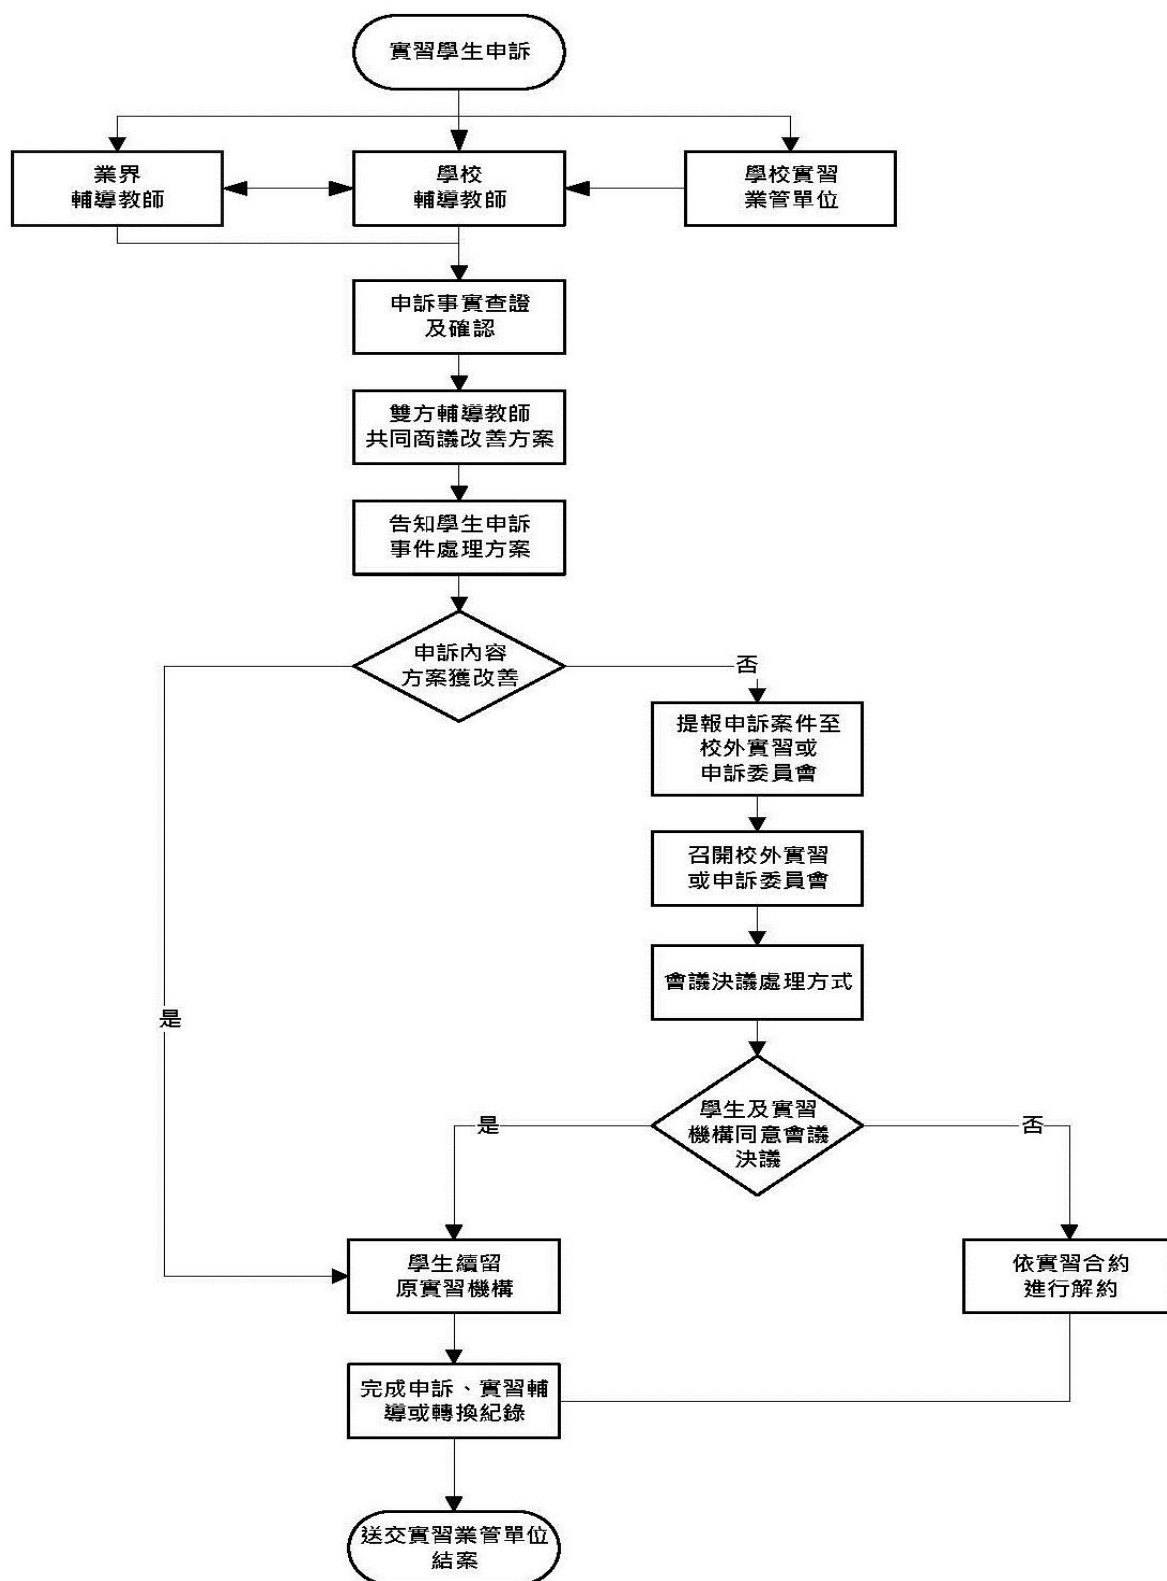 實習學生申訴
業界
輔導教師
學校
輔導教師
學校實習
業管單位
申訴事實查證
及確認
雙方輔導教師
共同商議改善方案
告知學生申訴
事件處理方案
申訴內容
方案獲改善
否
提報申訴案件至
校外實習或
申訴委員會
召開校外實習
或申訴委員會
會議決議處理方式
是
學生及實習
機構同意會議
決議
是
否
學生續留
原實習機構
依實習合約
進行解約
完成申訴、實習輔
導或轉換紀錄
送交實習業管單位
結案